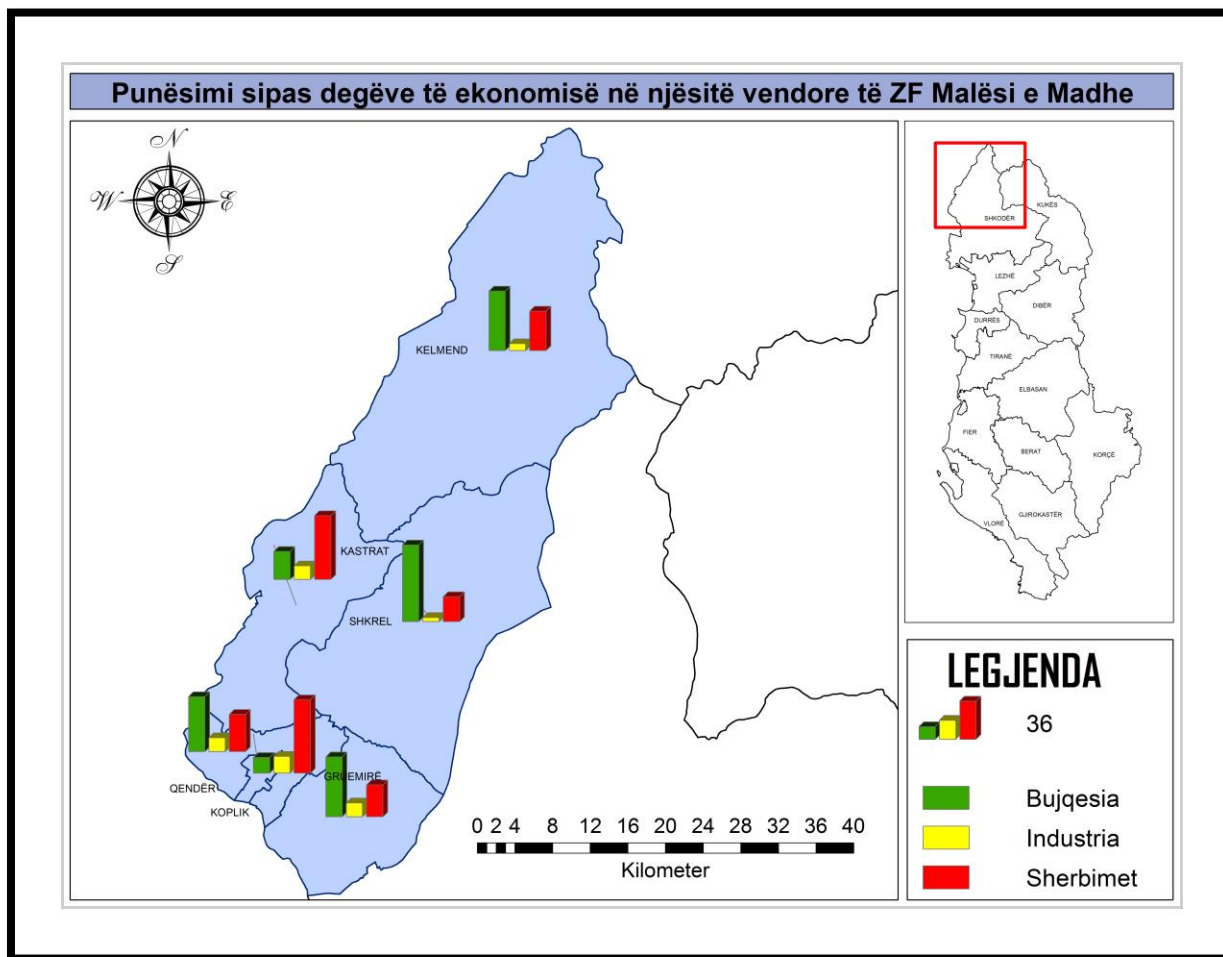 Punësimi sipas degëve të ekonomisë në njësitë vendore të ZF Malësi e Madhe
N
W
E
S
KELMEND
KASTRAT
SHKREL
QENDËR
KOPLIK
GRUEMIRË
0 2 4 8 12 16 20 24 28 32 36 40
Kilometer
KUKËS
SHKODËR
LEZHË
DIBËR
DURRËS
TIRANË
ELBASAN
FIER
BERAT
KORÇË
GJIROKASTËR
VLORË
LEGJENDA
36
Bujqesia
Industria
Sherbimet